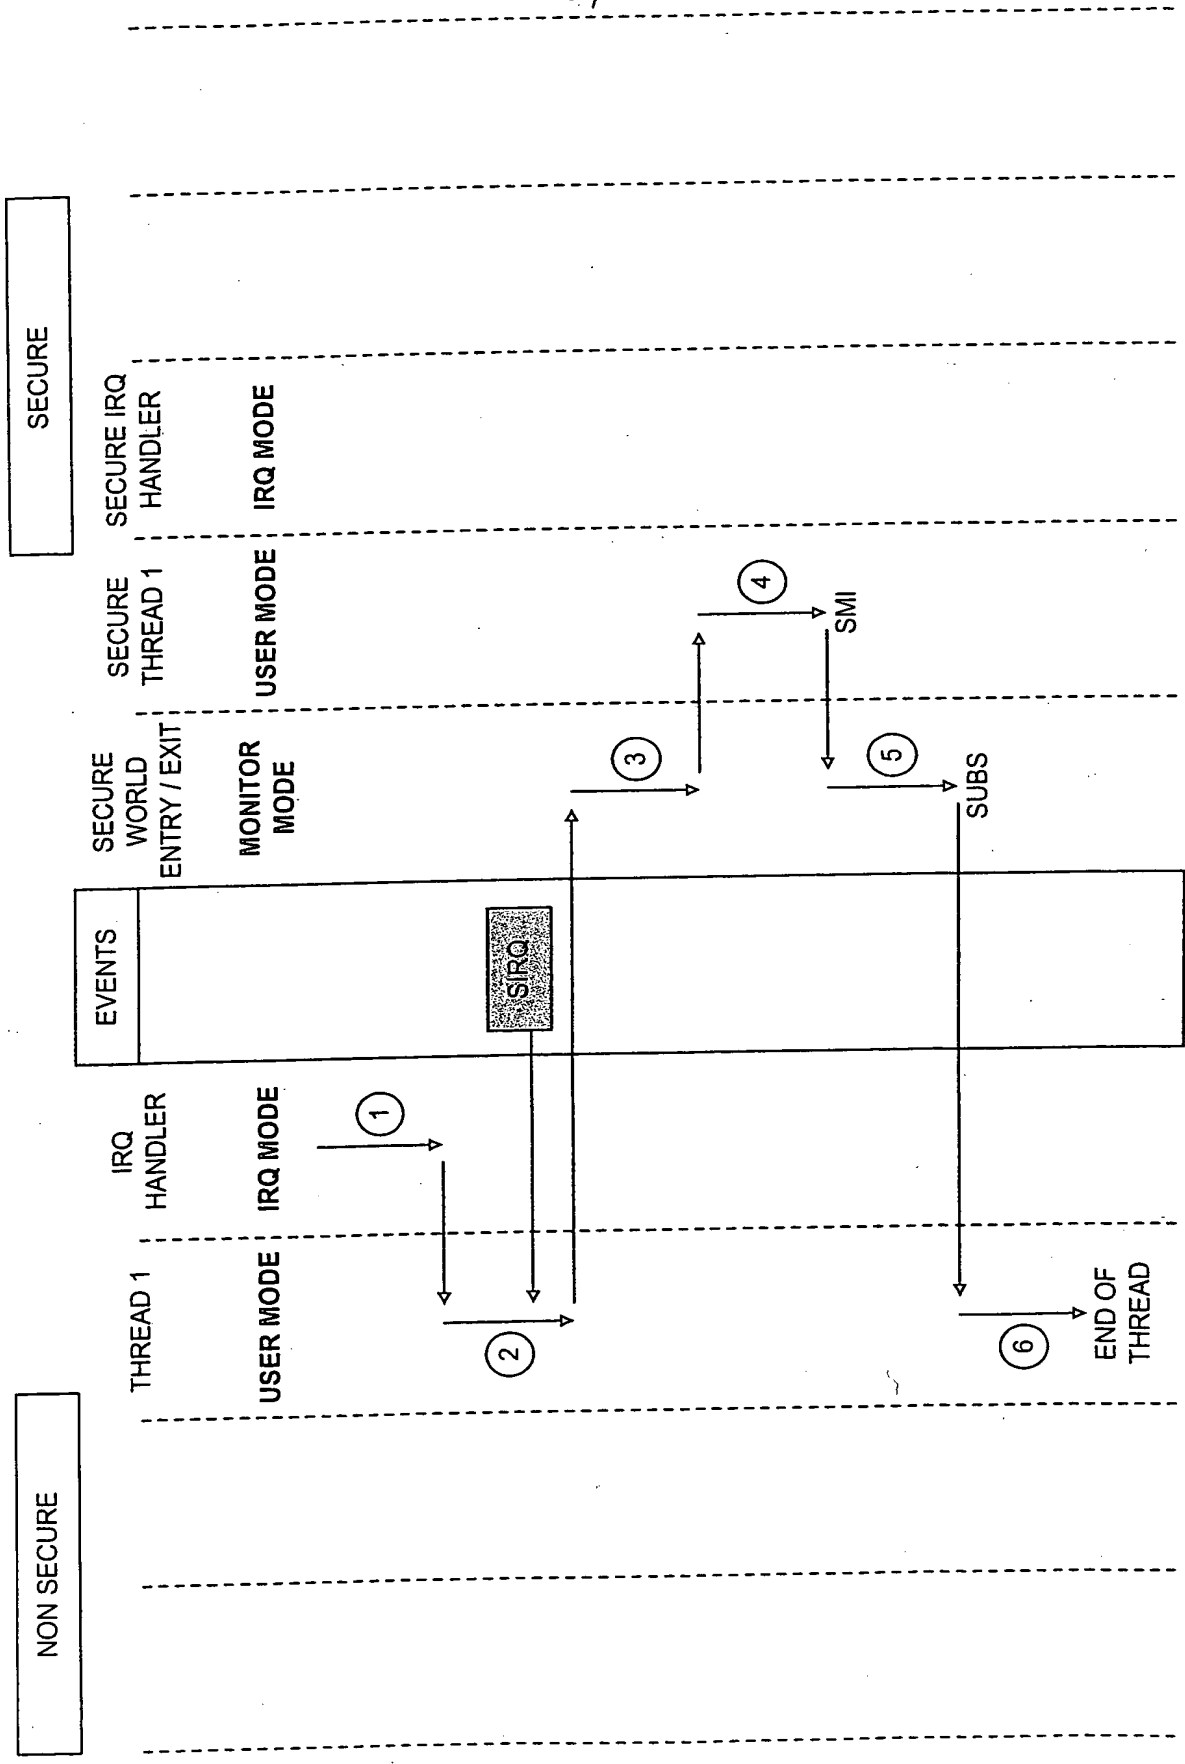 NON SECURE
SECURE
EVENTS
THREAD 1
USER MODE
IRQ
HANDLER
IRQ MODE
SECURE
WORLD
ENTRY / EXIT
MONITOR
MODE
SECURE
THREAD 1
USER MODE
SECURE IRQ
HANDLER
IRQ MODE
1
2
SIRQ
3
4
SMI
5
SUBS
6
END OF
THREAD